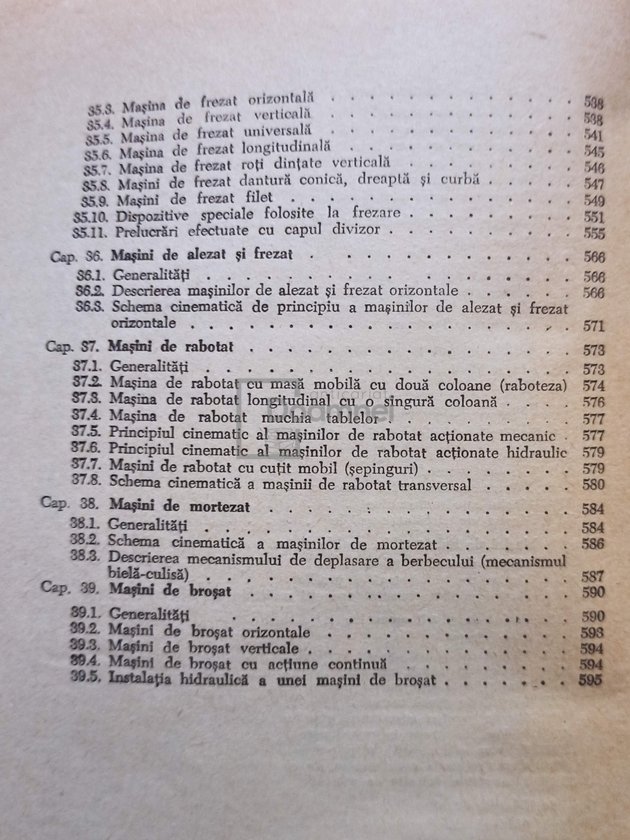 35.3. Mașina de frezat orizontală . . . . . . . . . . . . 538
35.4. Mașina de frezat verticală . . . . . . . . . . . . 538
35.5. Mașina de frezat universală . . . . . . . . . . . . 541
35.6. Mașina de frezat longitudinală . . . . . . . . . . . 545
35.7. Mașina de frezat roți dințate verticală . . . . . . . . 546
35.8. Mașini de frezat dantură conică, dreaptă și curbă . . . . 547
35.9. Mașini de frezat filet . . . . . . . . . . . . . . 549
35.10. Dispozitive speciale folosite la frezare . . . . . . . . 551
35.11. Prelucrări efectuate cu capul divizor . . . . . . . . . 555
Cap. 36. Mașini de alezat și frezat . . . . . . . . . . . . 566
36.1. Generalități . . . . . . . . . . . . . . . . . 566
36.2. Descrierea mașinilor de alezat și frezat orizontale . . . . . 566
36.3. Schema cinematică de principiu a mașinilor de alezat și frezat
orizontale . . . . . . . . . . . . . . . . . . 571
Cap. 37. Mașini de rabotat . . . . . . . . . . . . . . . 573
37.1. Generalități . . . . . . . . . . . . . . . . . 573
37.2. Mașina de rabotat cu masă mobilă cu două coloane (raboteza) 574
37.3. Mașina de rabotat longitudinal cu o singură coloană . . . . 576
37.4. Mașina de rabotat muchia tablelor . . . . . . . . . 577
37.5. Principiul cinematic al mașinilor de rabotat acționate mecanic . 577
37.6. Principiul cinematic al mașinilor de rabotat acționate hidraulic 579
37.7. Mașini de rabotat cu cuțit mobil (șepinguri) . . . . . . . 579
37.8. Schema cinematică a mașinii de rabotat transversal . . . . 580
Cap. 38. Mașini de mortezat . . . . . . . . . . . . . . 584
38.1. Generalități . . . . . . . . . . . . . . . . . 584
38.2. Schema cinematică a mașinilor de mortezat . . . . . . . 586
38.3. Descrierea mecanismului de deplasare a berbecului (mecanismul
bielă-culisă) . . . . . . . . . . . . . . . . . 587
Cap. 39. Mașini de broșat . . . . . . . . . . . . . . . 590
39.1. Generalități . . . . . . . . . . . . . . . . . 590
39.2. Mașini de broșat orizontale . . . . . . . . . . . . 593
39.3. Mașini de broșat verticale . . . . . . . . . . . . . 594
39.4. Mașini de broșat cu acțiune continuă . . . . . . . . . 594
39.5. Instalația hidraulică a unei mașini de broșat . . . . . . . 595